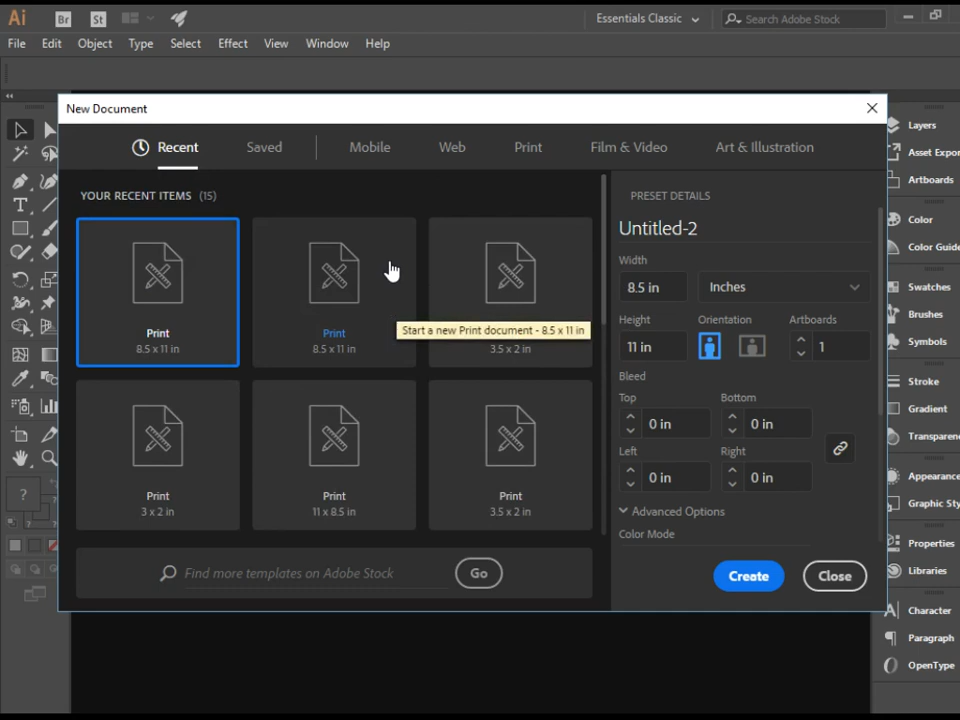 Ai Br St Essentials Classic Search Adobe Stock
File Edit Object Type Select Effect View Window Help
New Document
Recent Saved Mobile Web Print Film & Video Art & Illustration
YOUR RECENT ITEMS (15)
Print
8.5 x 11 in
Print
8.5 x 11 in
Start a new Print document - 8.5 x 11 in
3.5 x 2 in
Print
3 x 2 in
Print
11 x 8.5 in
Print
3.5 x 2 in
Find more templates on Adobe Stock Go
PRESET DETAILS
Untitled-2
Width
8.5 in Inches
Height Orientation Artboards
11 in 1
Bleed
Top Bottom
0 in 0 in
Left Right
0 in 0 in
Advanced Options
Color Mode
Create Close
?
T
Layers
Asset Expor
Artboards
Color
Color Guide
Swatches
Brushes
Symbols
Stroke
Gradient
Transparen
Appearance
Graphic Sty
Properties
Libraries
A Character
Paragraph
O OpenType